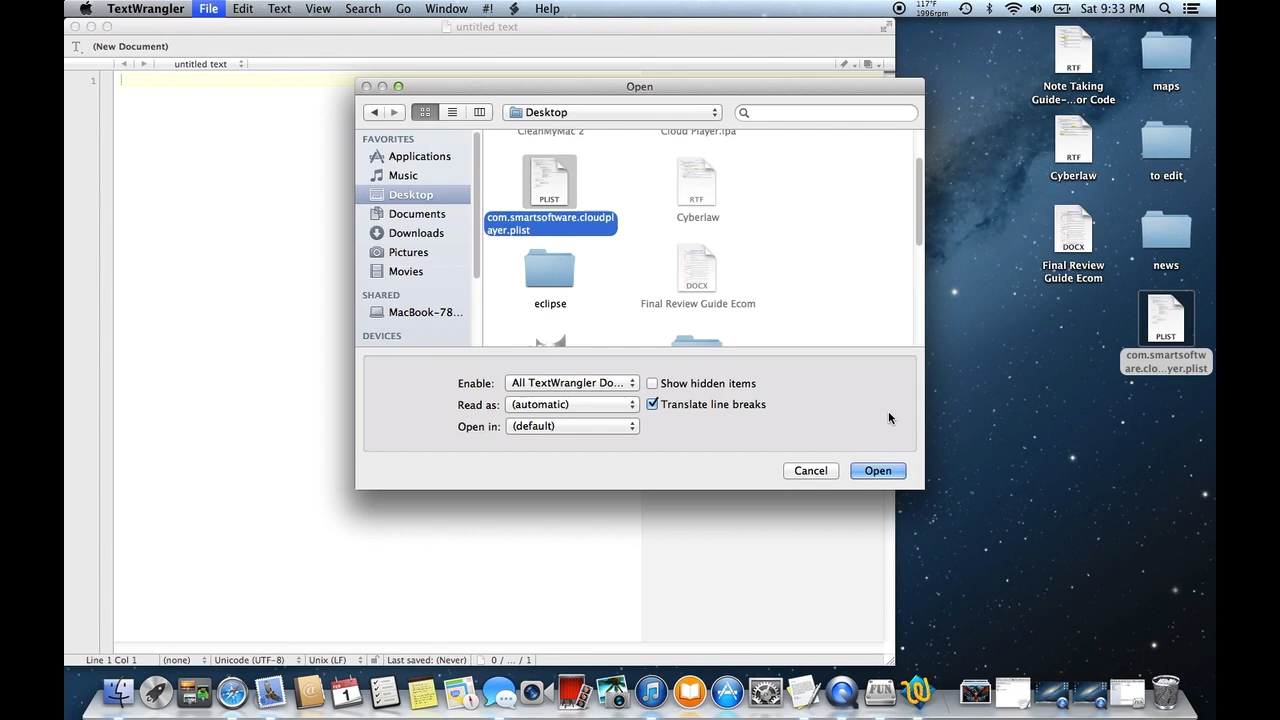 TextWrangler File Edit Text View Search Go Window #! Help
117°F
1996rpm
Sat 9:33 PM
untitled text
(New Document)
untitled text
1
Open
Desktop
FAVORITES
Applications
Music
Desktop
Documents
Downloads
Pictures
Movies
SHARED
MacBook-78...
DEVICES
CleanMyMac 2
Cloud Player.ipa
PLIST
com.smartsoftware.cloudpl
ayer.plist
RTF
Cyberlaw
eclipse
DOCX
Final Review Guide Ecom
Enable: All TextWrangler Do... Show hidden items
Read as: (automatic) Translate line breaks
Open in: (default)
Cancel Open
RTF
Note Taking
Guide-...or Code
maps
RTF
Cyberlaw
to edit
DOCX
Final Review
Guide Ecom
news
PLIST
com.smartsoftw
are.clo...yer.plist
Line 1 Col 1 (none) Unicode (UTF-8) Unix (LF) Last saved: (Never) 0 / ... / 1
1
FUN